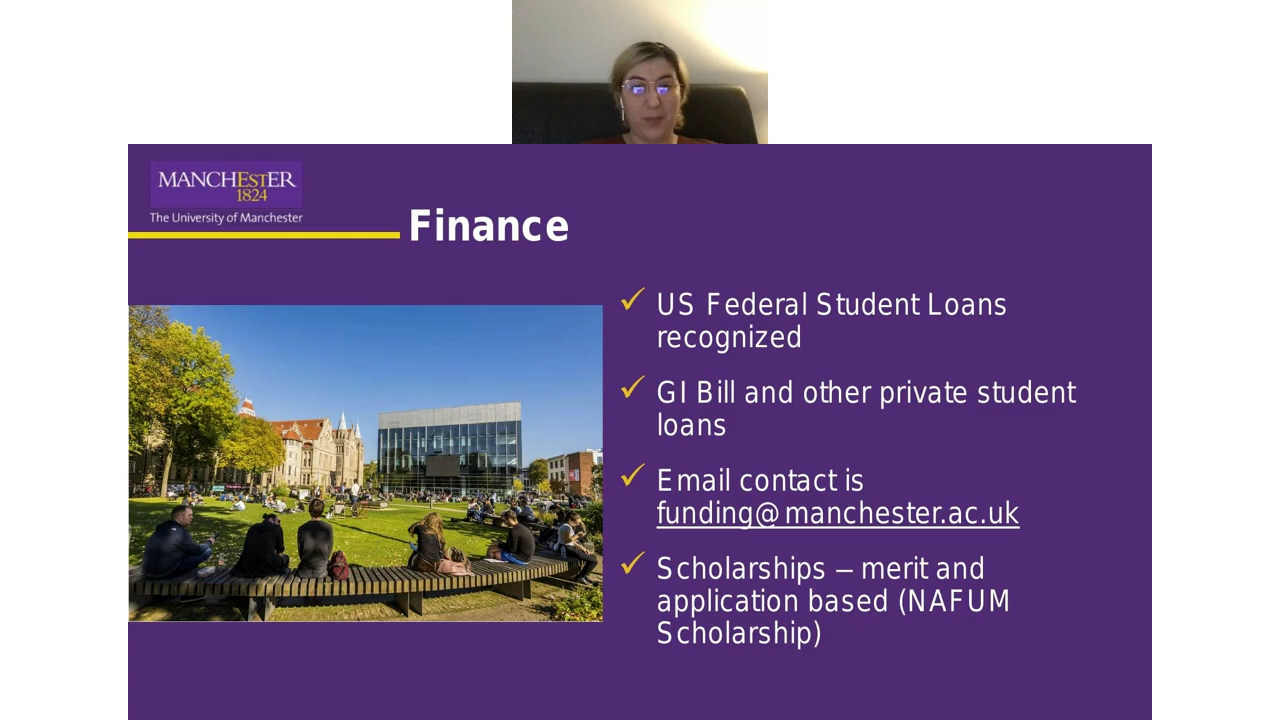 MANCHESTER
1824
The University of Manchester
Finance
US Federal Student Loans
recognized
GI Bill and other private student
loans
Email contact is
funding@manchester.ac.uk
Scholarships – merit and
application based (NAFUM
Scholarship)